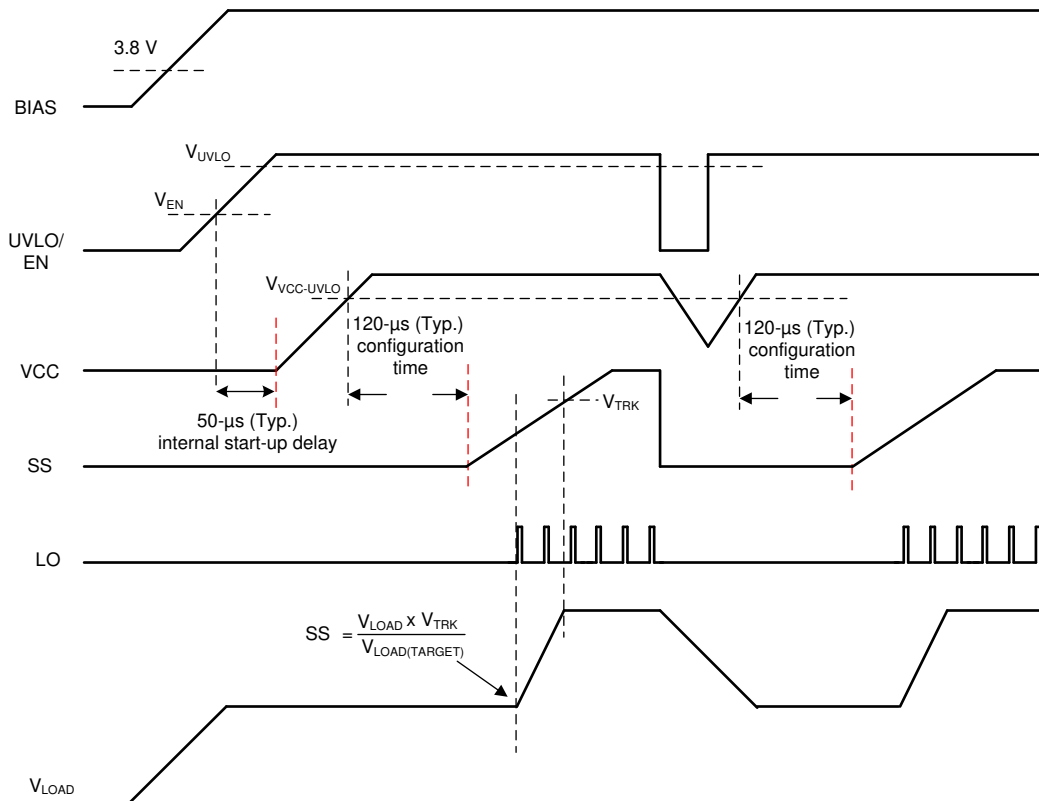 3.8 V
BIAS
VUVLO
VEN
UVLO/
EN
VVCC-UVLO
120-µs (Typ.)
configuration
time
120-µs (Typ.)
configuration
time
VCC
VTRK
50-µs (Typ.)
internal start-up delay
SS
LO
SS = VLOAD x VTRK
VLOAD(TARGET)
VLOAD